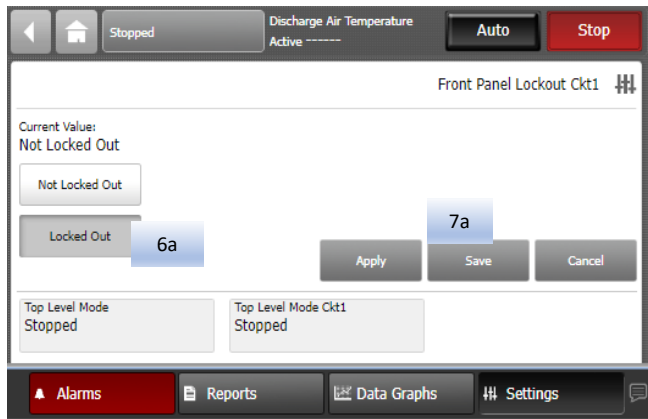 Stopped
Discharge Air Temperature
Active ------
Auto
Stop
Front Panel Lockout Ckt1
Current Value:
Not Locked Out
Not Locked Out
Locked Out
6a
7a
Apply
Save
Cancel
Top Level Mode
Stopped
Top Level Mode Ckt1
Stopped
Alarms
Reports
Data Graphs
Settings